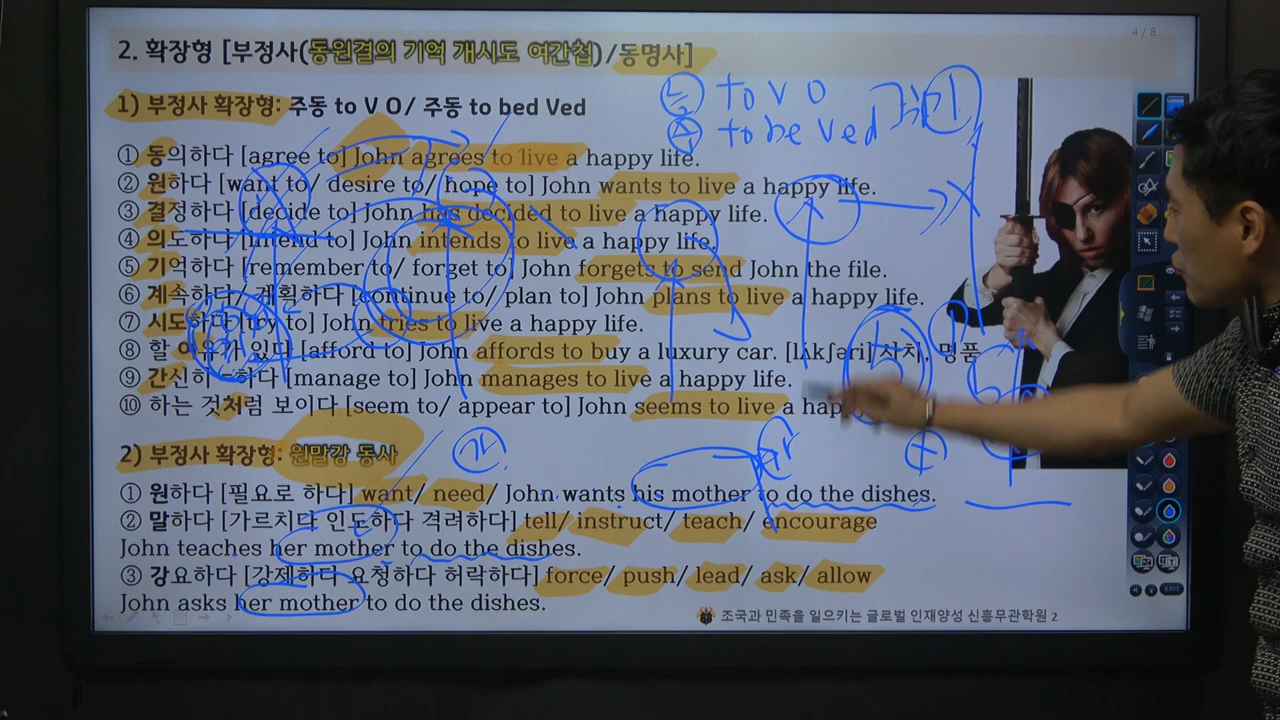 4 / 8
2. 확장형 [부정사(동원결의 기억 개시도 여간첩)/동명사]
to V O
to be Ved
1) 부정사 확장형: 주동 to V O/ 주동 to bed Ved
① 동의하다 [agree to] John agrees to live a happy life.
② 원하다 [want to/ desire to/ hope to] John wants to live a happy life.
③ 결정하다 [decide to] John has decided to live a happy life.
④ 의도하다 [intend to] John intends to live a happy life.
⑤ 기억하다 [remember to/ forget to] John forgets to send John the file.
⑥ 계속하다/ 계획하다 [continue to/ plan to] John plans to live a happy life.
⑦ 시도하다 [try to] John tries to live a happy life.
⑧ 할 여유가 있다 [afford to] John affords to buy a luxury car. [lʌ́kʃəri] 사치, 명품
⑨ 간신히 하다 [manage to] John manages to live a happy life.
⑩ 하는 것처럼 보이다 [seem to/ appear to] John seems to live a
2) 부정사 확장형: 원말강 동사
① 원하다 [필요로 하다] want/ need/ John wants his mother to do the dishes.
② 말하다 [가르치다 인도하다 격려하다] tell/ instruct/ teach/ encourage
John teaches her mother to do the dishes.
③ 강요하다 [강제하다 요청하다 허락하다] force/ push/ lead/ ask/ allow
John asks her mother to do the dishes.
조국과 민족을 일으키는 글로벌 인재양성 신흥무관학원 2
EXIT